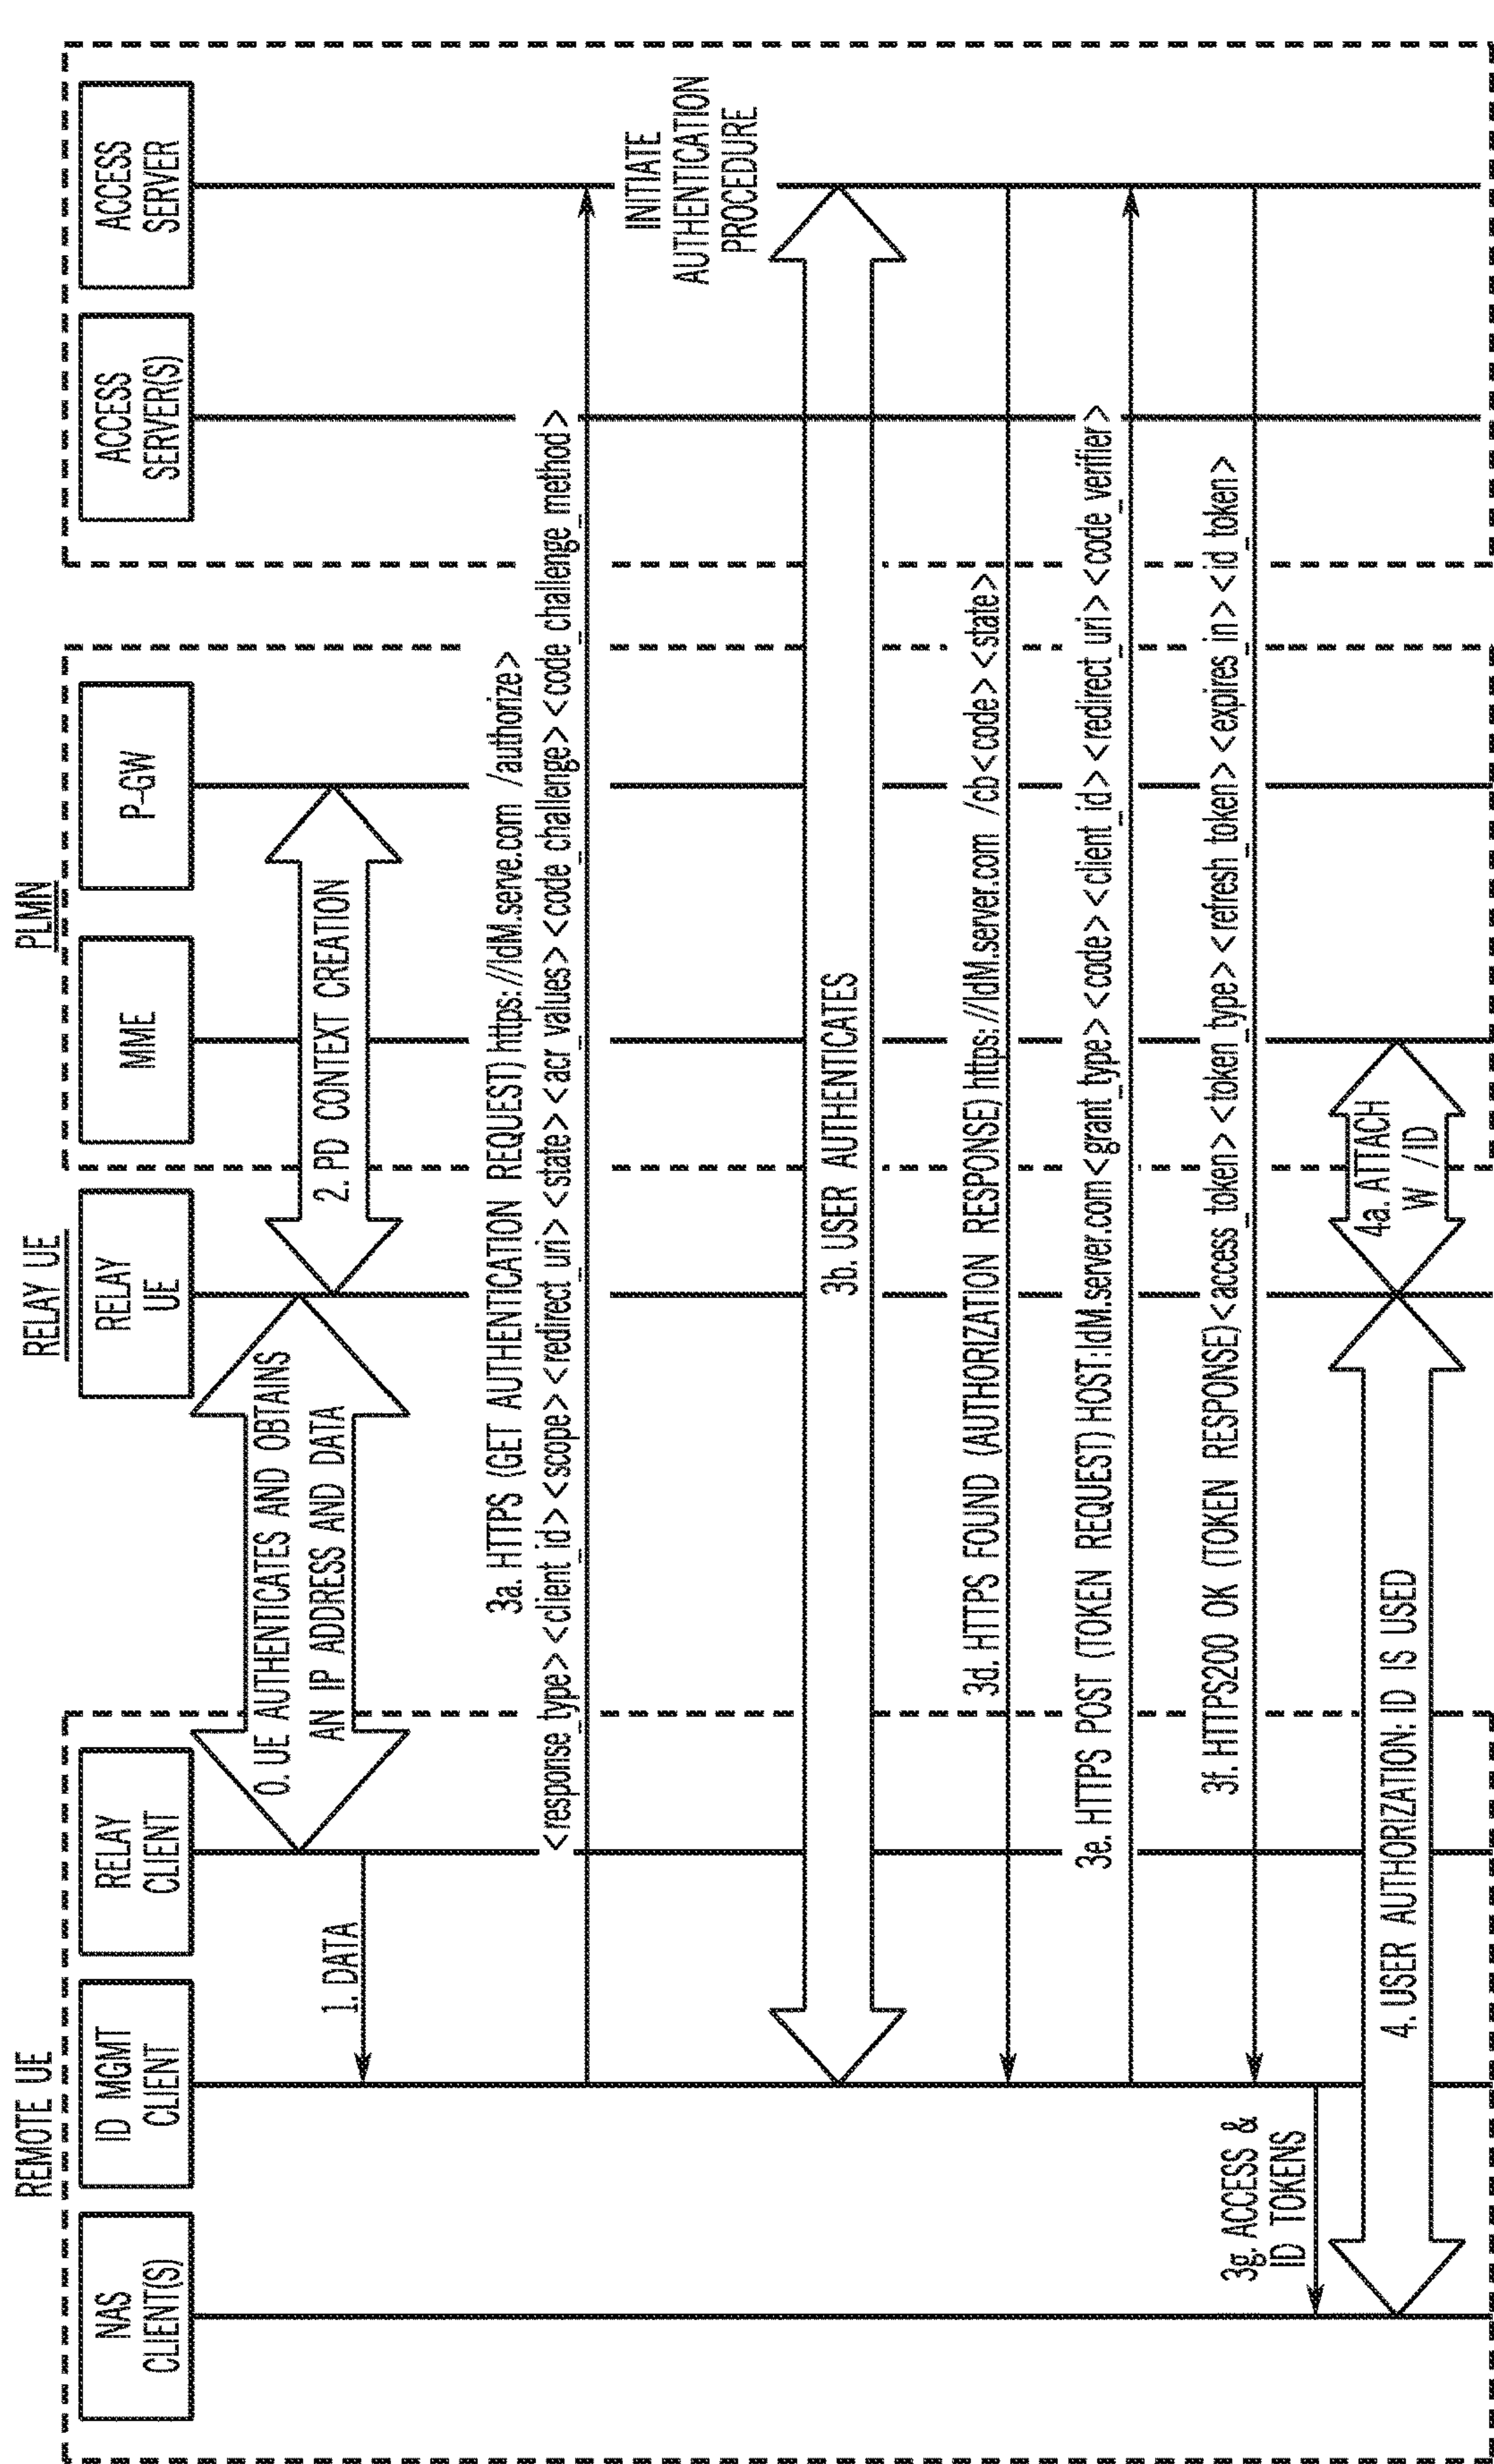 REMOTE UE
RELAY UE
PLMN
NAS
CLIENT(S)
ID MGMT
CLIENT
RELAY
CLIENT
RELAY
UE
MME
P-GW
ACCESS
SERVER(S)
ACCESS
SERVER
0. UE AUTHENTICATES AND OBTAINS
AN IP ADDRESS AND DATA
1. DATA
2. PD CONTEXT CREATION
3a. HTTPS (GET AUTHENTICATION REQUEST) https://IdM.serve.com /authorize>
<response_type><client_id><scope><redirect_uri><state><acr_values><code_challenge><code_challenge_method>
INITIATE
AUTHENTICATION
PROCEDURE
3b. USER AUTHENTICATES
3d. HTTPS FOUND (AUTHORIZATION RESPONSE) https://IdM.server.com /cb<code><state>
3e. HTTPS POST (TOKEN REQUEST) HOST:IdM.server.com<grant_type><code><client_id><redirect_uri><code_verifier>
3f. HTTPS200 OK (TOKEN RESPONSE)<access_token><token_type><refresh_token><expires_in><id_token>
3g. ACCESS &
ID TOKENS
4. USER AUTHORIZATION: ID IS USED
4a. ATTACH
W /ID